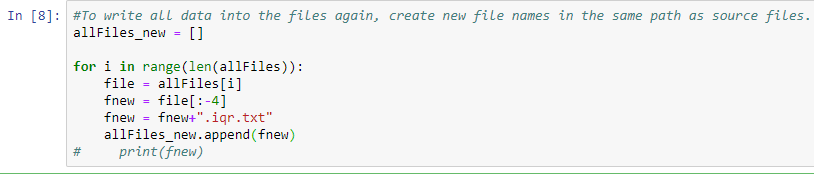 In [8]: #To write all data into the files again, create new file names in the same path as source files.
allFiles_new = []

for i in range(len(allFiles)):
    file = allFiles[i]
    fnew = file[:-4]
    fnew = fnew+".iqr.txt"
    allFiles_new.append(fnew)
#     print(fnew)